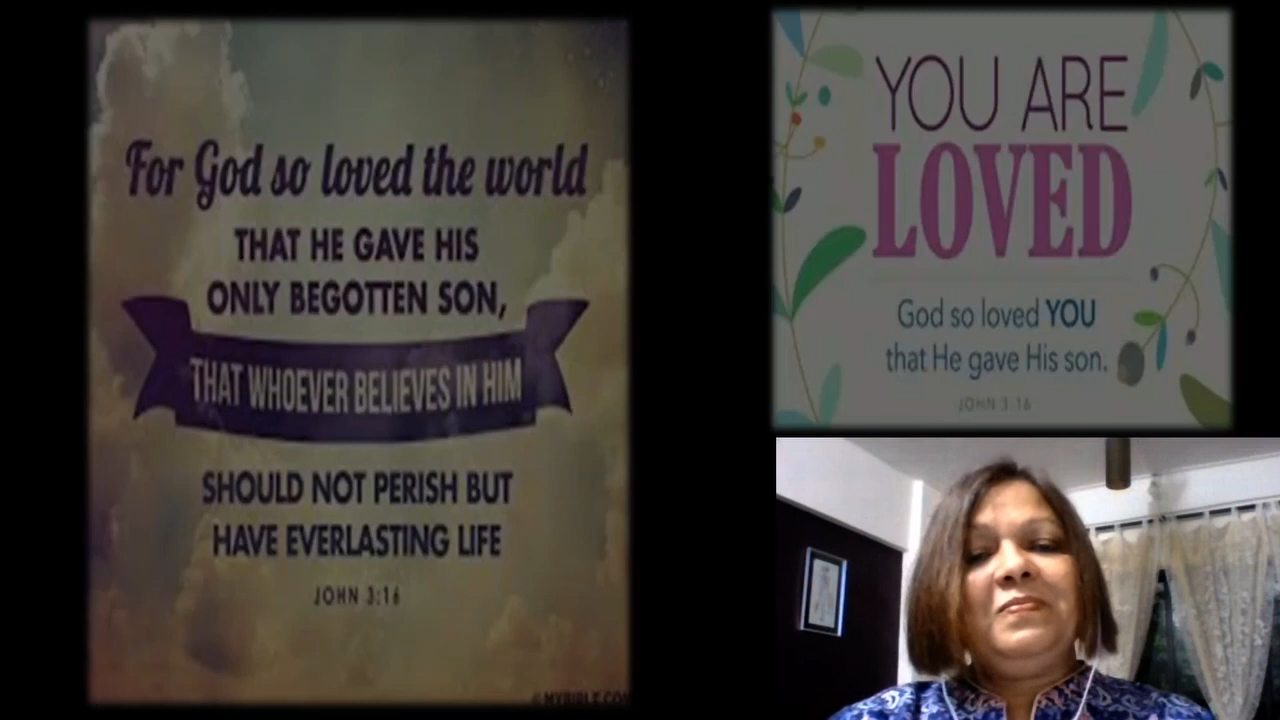 For God so loved the world
THAT HE GAVE HIS
ONLY BEGOTTEN SON,
THAT WHOEVER BELIEVES IN HIM
SHOULD NOT PERISH BUT
HAVE EVERLASTING LIFE
JOHN 3:16
© MYBIBLE.COM
YOU ARE
LOVED
God so loved YOU
that He gave His son.
JOHN 3:16